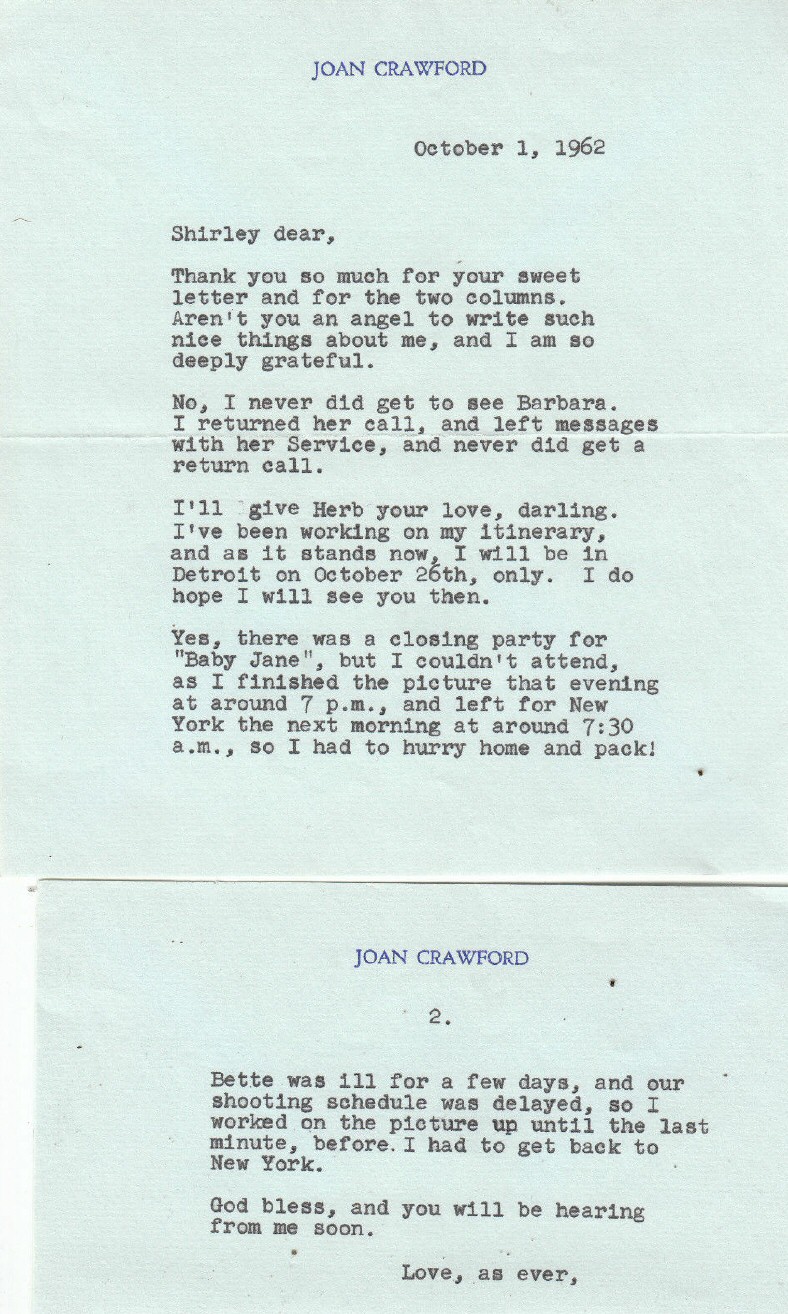 JOAN CRAWFORD
October 1, 1962
Shirley dear,
Thank you so much for your sweet
letter and for the two columns.
Aren't you an angel to write such
nice things about me, and I am so
deeply grateful.
No, I never did get to see Barbara.
I returned her call, and left messages
with her Service, and never did get a
return call.
I'll give Herb your love, darling.
I've been working on my itinerary,
and as it stands now, I will be in
Detroit on October 26th, only.  I do
hope I will see you then.
Yes, there was a closing party for
"Baby Jane", but I couldn't attend,
as I finished the picture that evening
at around 7 p.m., and left for New
York the next morning at around 7:30
a.m., so I had to hurry home and pack!
JOAN CRAWFORD
2.
Bette was ill for a few days, and our
shooting schedule was delayed, so I
worked on the picture up until the last
minute, before. I had to get back to
New York.
God bless, and you will be hearing
from me soon.
Love, as ever,